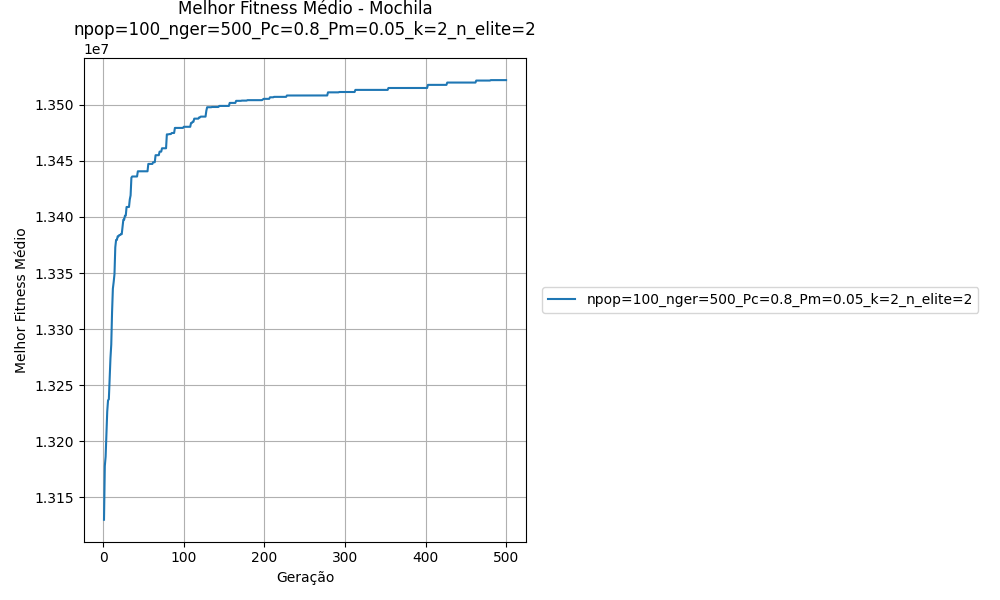 Melhor Fitness Médio - Mochila
npop=100_nger=500_Pc=0.8_Pm=0.05_k=2_n_elite=2
1e7
1.350
1.345
1.340
1.335
1.330
1.325
1.320
1.315
Melhor Fitness Médio
0 100 200 300 400 500
Geração
npop=100_nger=500_Pc=0.8_Pm=0.05_k=2_n_elite=2